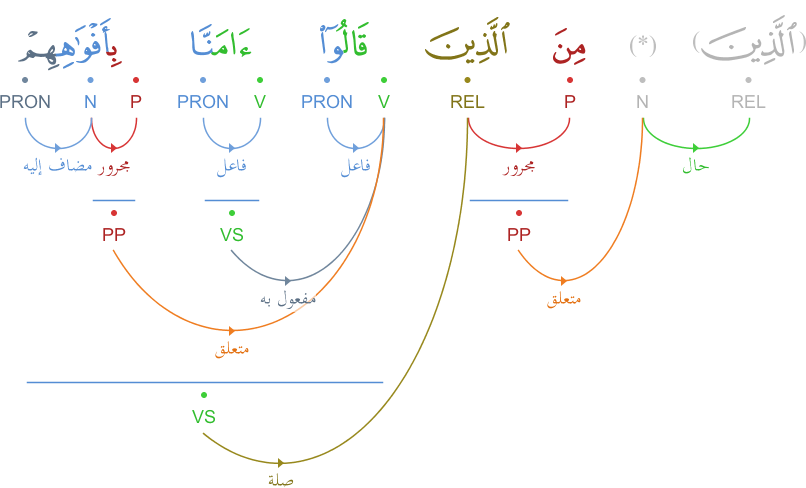 (ٱلَّذِينَ) (*) مِنَ ٱلَّذِينَ قَالُوٓا۟ ءَامَنَّا بِأَفْوَٰهِهِمْ
REL N P REL V PRON V PRON P N PRON
حال مجرور فاعل فاعل مجرور مضاف إليه
PP VS PP
متعلق مفعول به
متعلق
VS
صلة